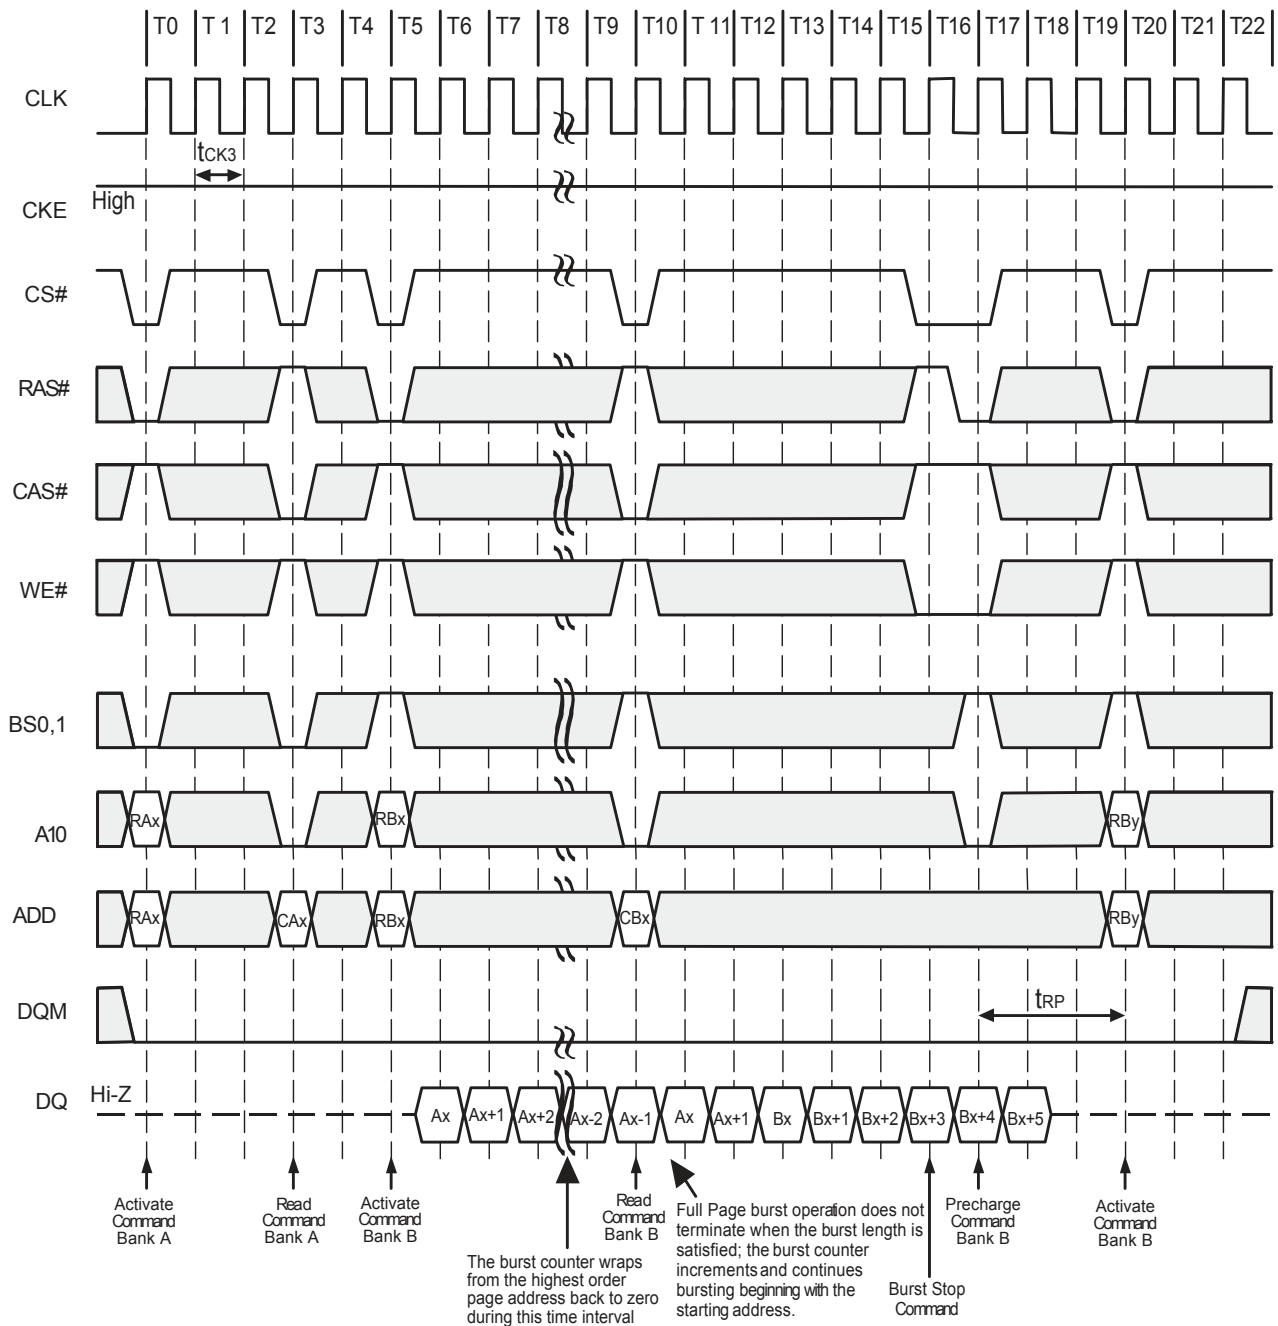 T0 T 1 T2 T3 T4 T5 T6 T7 T8 T9 T10 T 11 T12 T13 T14 T15 T16 T17 T18 T19 T20 T21 T22
CLK
tCK3
High
CKE
CS#
RAS#
CAS#
WE#
BS0,1
A10
RAx RBx RBy
ADD
RAx CAx RBx CBx RBy
DQM
tRP
DQ
Hi-Z
Ax Ax+1 Ax+2 Ax-2 Ax-1 Ax Ax+1 Bx Bx+1 Bx+2 Bx+3 Bx+4 Bx+5
Activate
Command
Bank A
Read
Command
Bank A
Activate
Command
Bank B
The burst counter wraps
from the highest order
page address back to zero
during this time interval
Read
Command
Bank B
Full Page burst operation does not
terminate when the burst length is
satisfied; the burst counter
increments and continues
bursting beginning with the
starting address.
Burst Stop
Command
Precharge
Command
Bank B
Activate
Command
Bank B